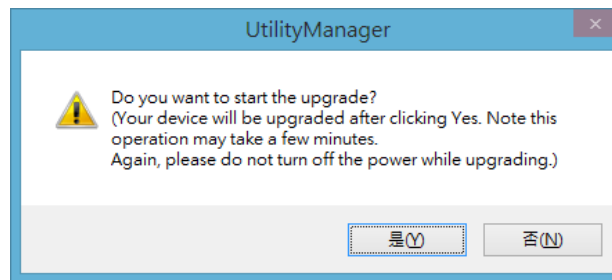 UtilityManager
Do you want to start the upgrade?
(Your device will be upgraded after clicking Yes. Note this
operation may take a few minutes.
Again, please do not turn off the power while upgrading.)
是(Y) 否(N)